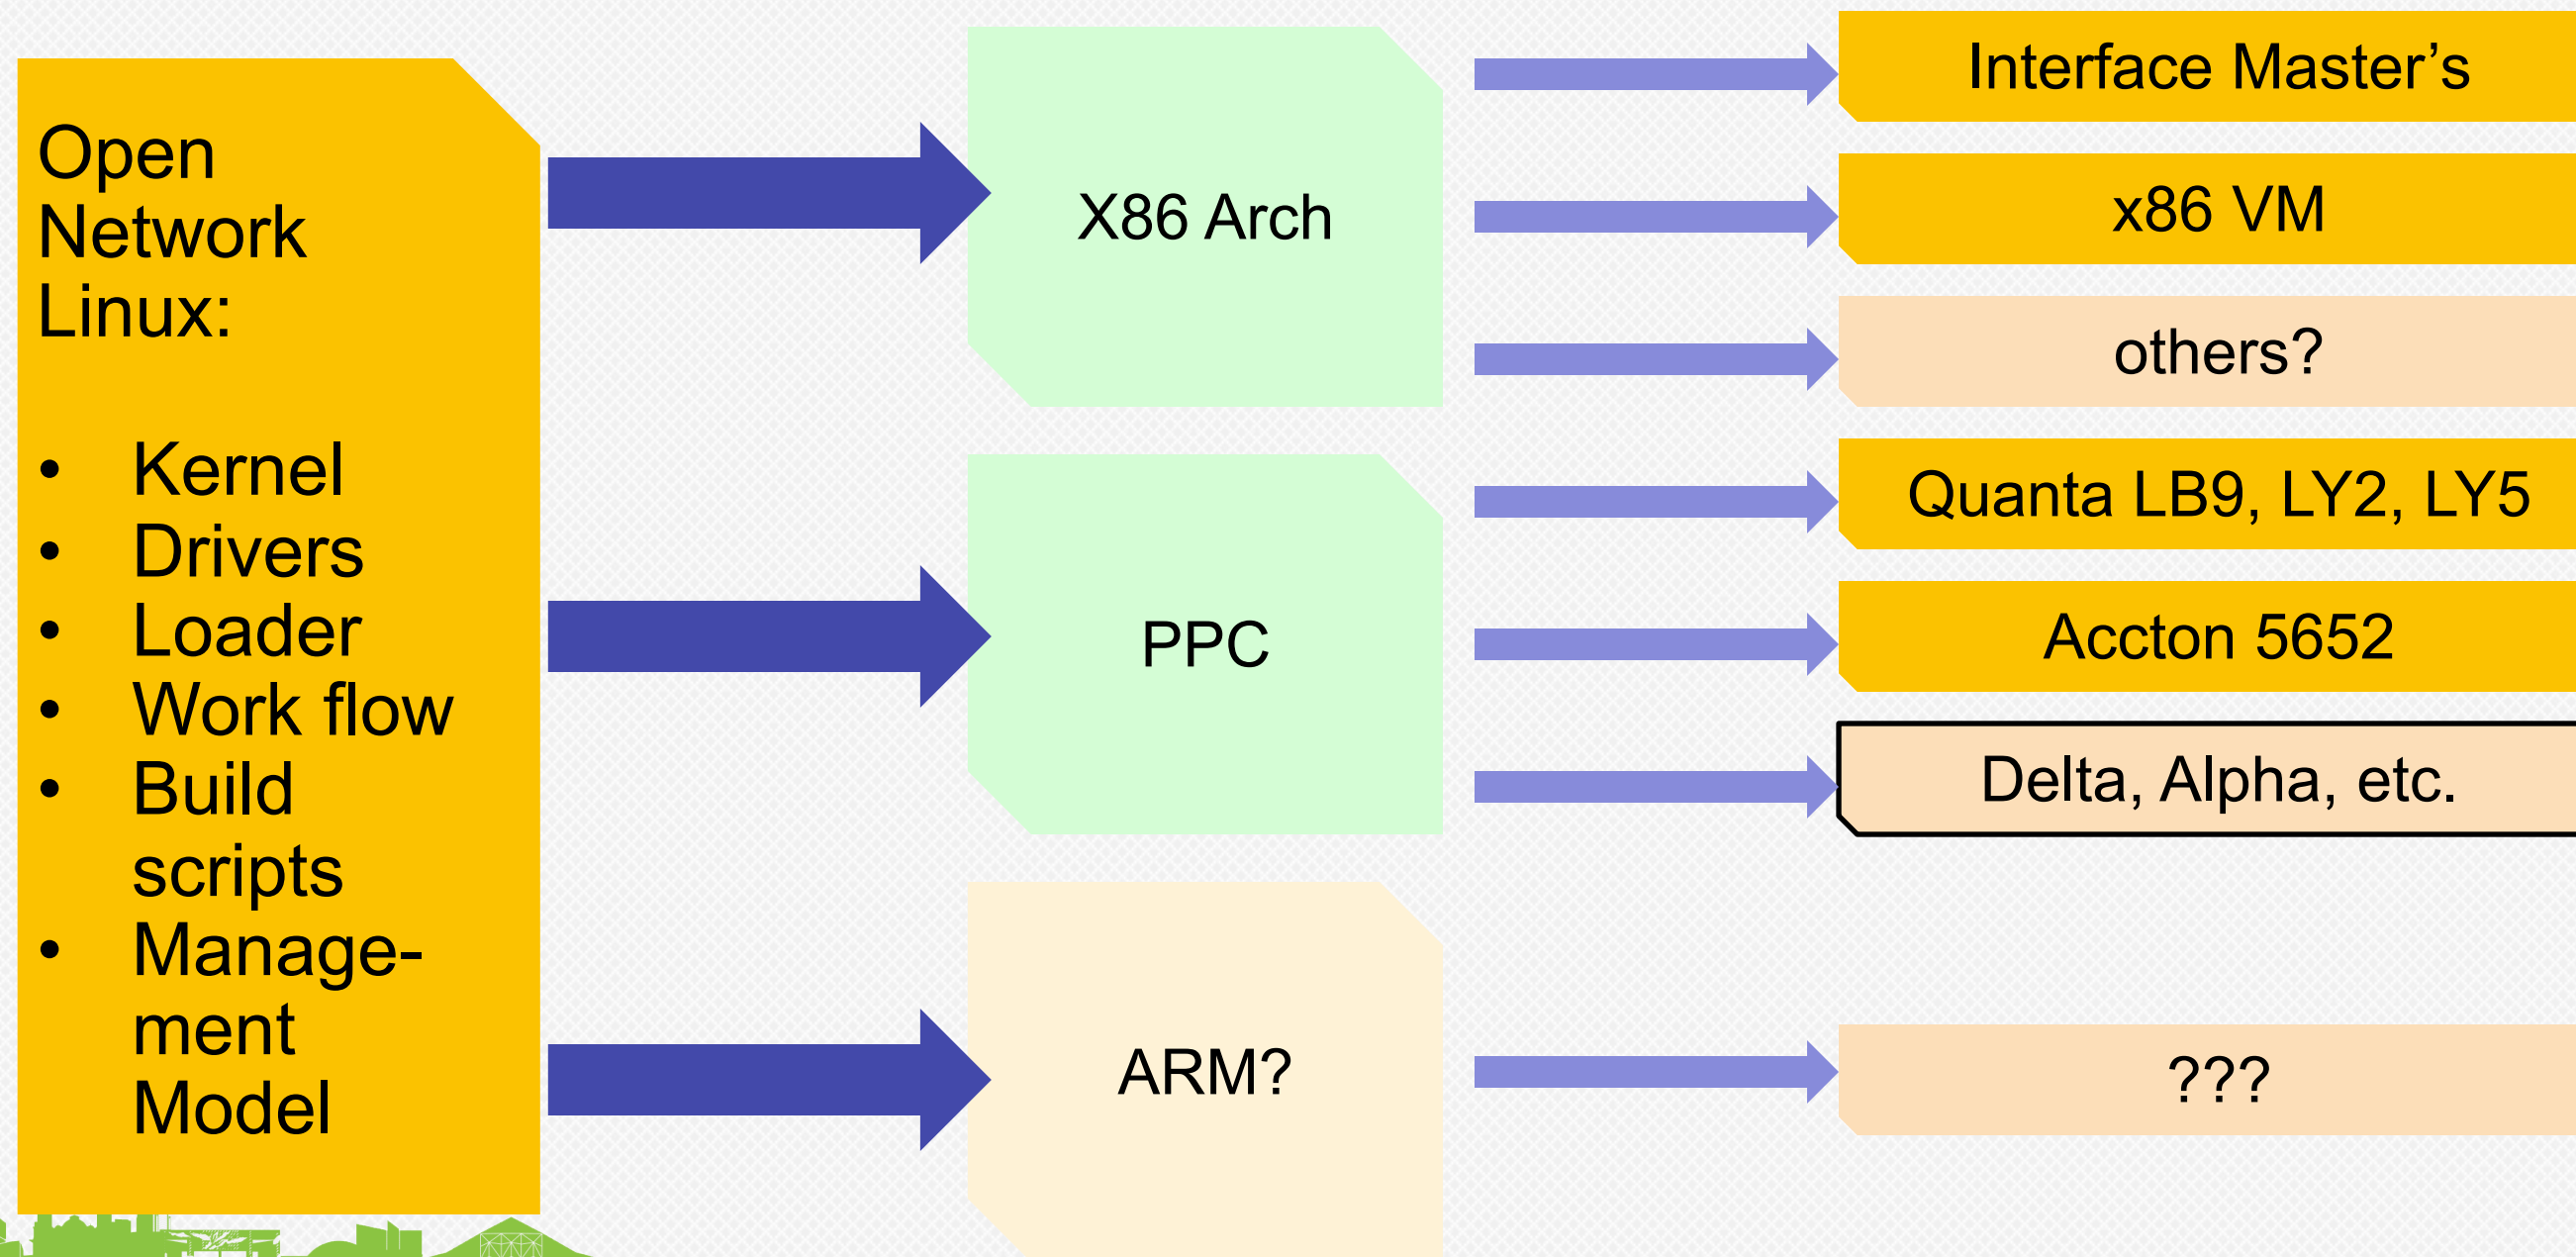 Open
Network
Linux:
• Kernel
• Drivers
• Loader
• Work flow
• Build
scripts
• Manage-
ment
Model
X86 Arch
PPC
ARM?
Interface Master’s
x86 VM
others?
Quanta LB9, LY2, LY5
Accton 5652
Delta, Alpha, etc.
???